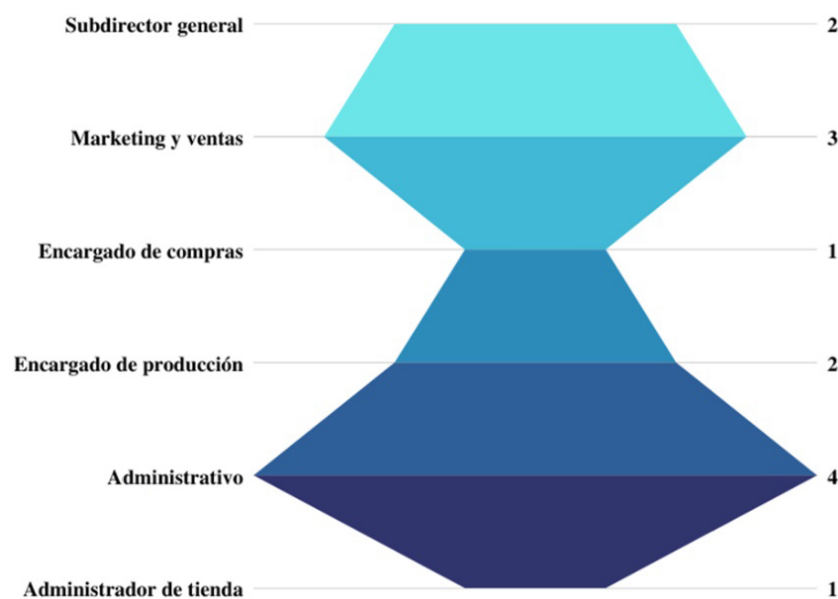 Subdirector general 2
Marketing y ventas 3
Encargado de compras 1
Encargado de producción 2
Administrativo 4
Administrador de tienda 1